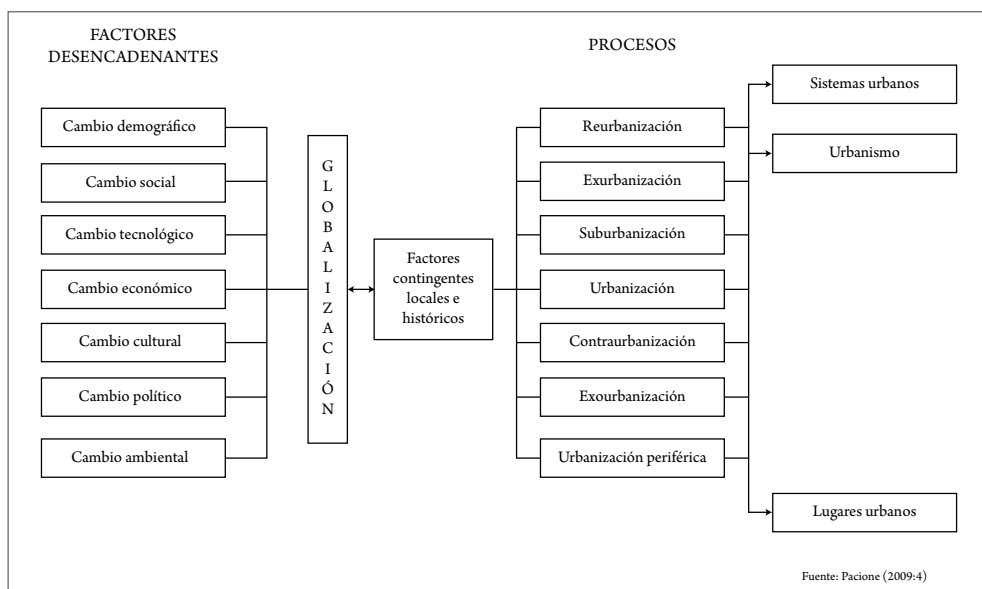 FACTORES
DESENCADENANTES
Cambio demográfico
Cambio social
Cambio tecnológico
Cambio económico
Cambio cultural
Cambio político
Cambio ambiental
GLOBALIZACIÓN
Factores
contingentes
locales e
históricos
PROCESOS
Reurbanización
Exurbanización
Suburbanización
Urbanización
Contraurbanización
Exourbanización
Urbanización periférica
Sistemas urbanos
Urbanismo
Lugares urbanos
Fuente: Pacione (2009:4)